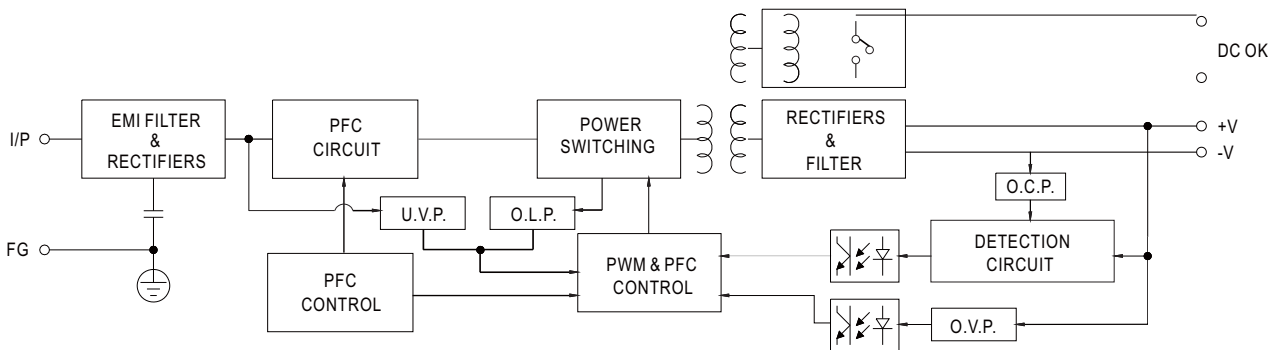 DC OK
I/P
EMI FILTER
&
RECTIFIERS
PFC
CIRCUIT
POWER
SWITCHING
RECTIFIERS
&
FILTER
+V
-V
O.C.P.
U.V.P.
O.L.P.
FG
PFC
CONTROL
PWM & PFC
CONTROL
DETECTION
CIRCUIT
O.V.P.